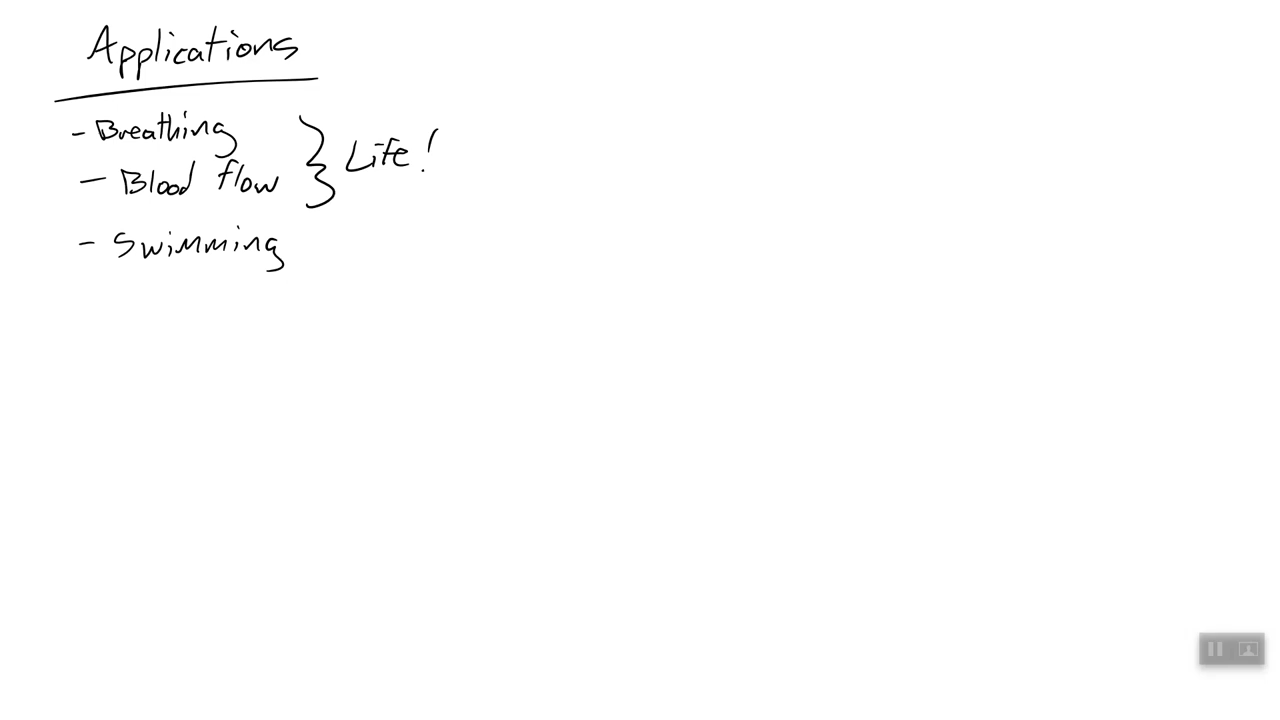 Applications
- Breathing
- Blood flow
Life!
- Swimming